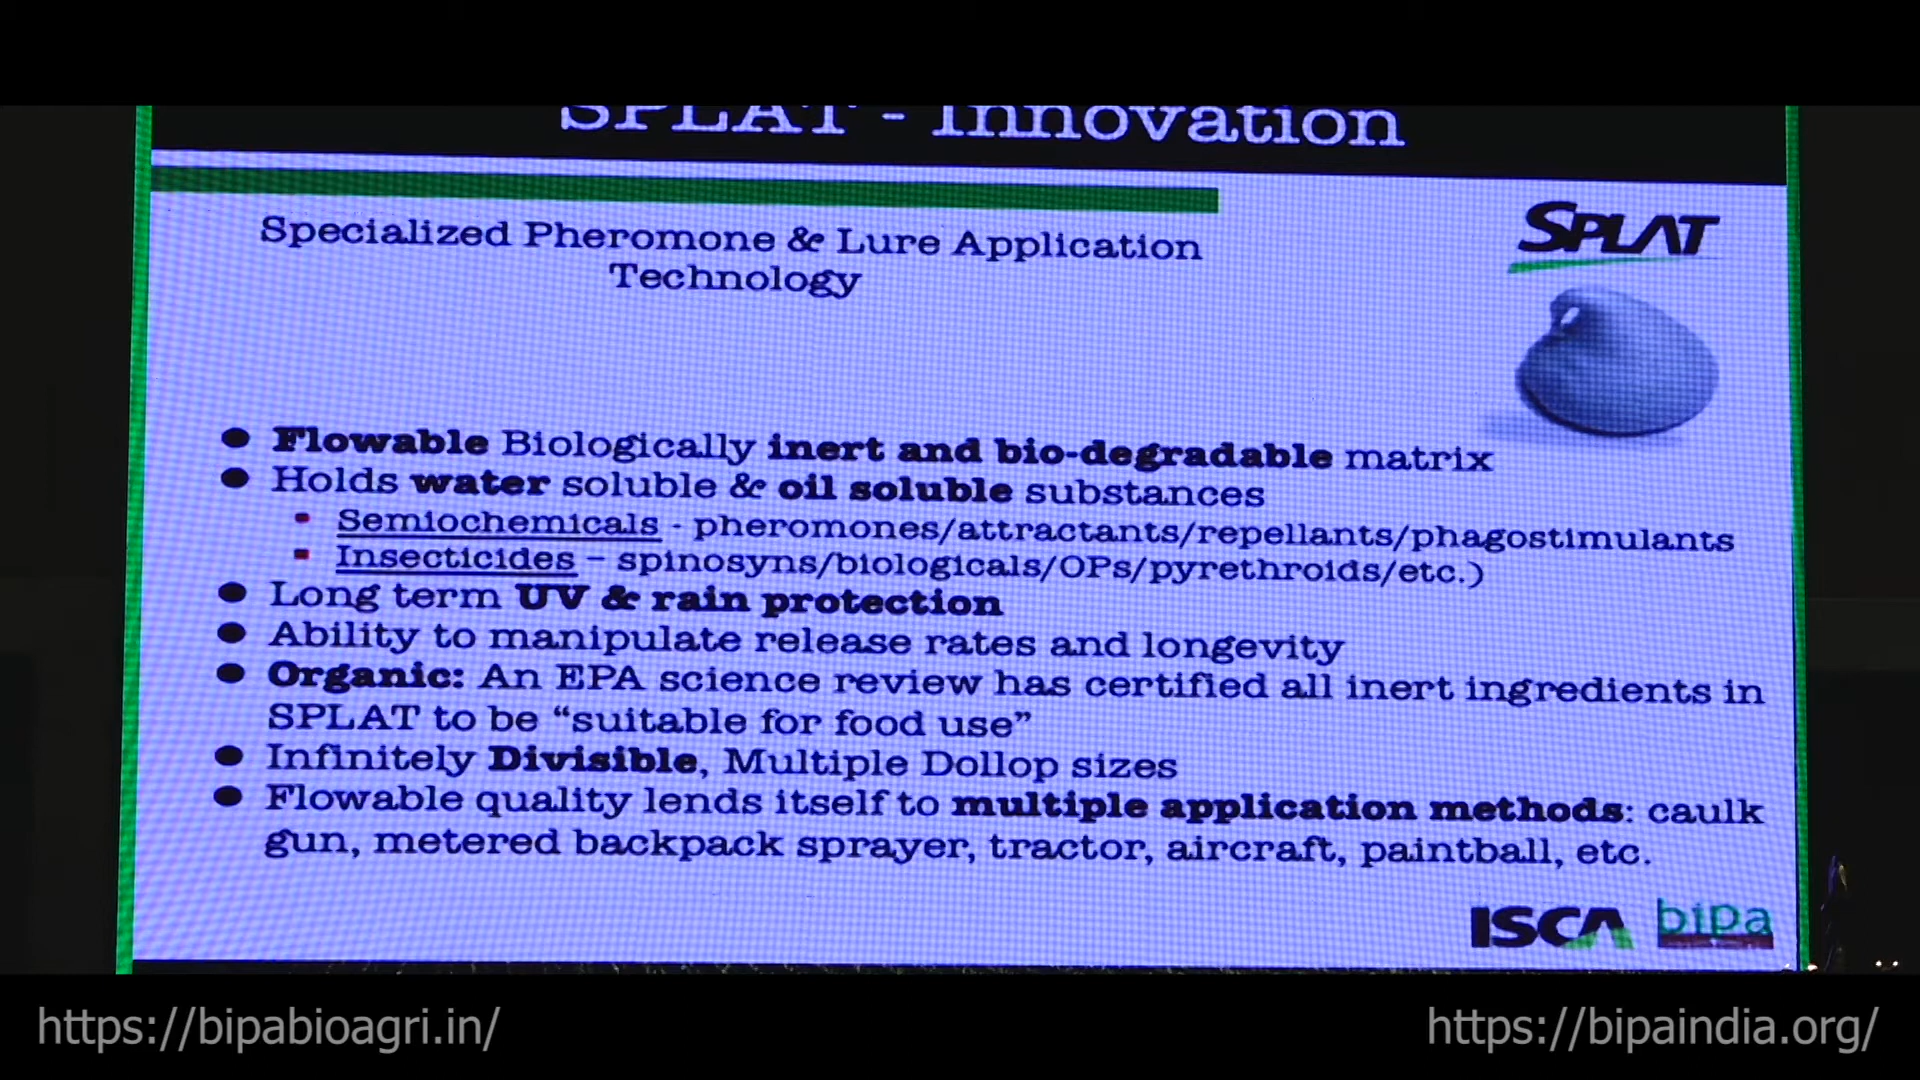 SPLAT - Innovation
Specialized Pheromone & Lure Application
Technology
SPLAT
● Flowable Biologically inert and bio-degradable matrix
● Holds water soluble & oil soluble substances
▪ Semiochemicals - pheromones/attractants/repellants/phagostimulants
▪ Insecticides – spinosyns/biologicals/OPs/pyrethroids/etc.)
● Long term UV & rain protection
● Ability to manipulate release rates and longevity
● Organic: An EPA science review has certified all inert ingredients in
SPLAT to be “suitable for food use”
● Infinitely Divisible, Multiple Dollop sizes
● Flowable quality lends itself to multiple application methods: caulk
gun, metered backpack sprayer, tractor, aircraft, paintball, etc.
ISCA bipa
https://bipabioagri.in/
https://bipaindia.org/